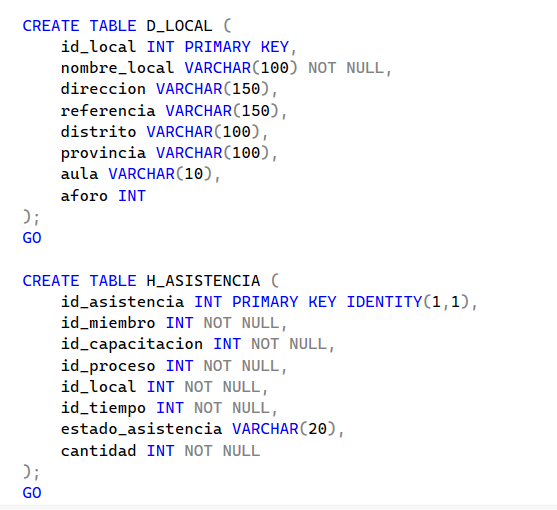 CREATE TABLE D_LOCAL (
    id_local INT PRIMARY KEY,
    nombre_local VARCHAR(100) NOT NULL,
    direccion VARCHAR(150),
    referencia VARCHAR(150),
    distrito VARCHAR(100),
    provincia VARCHAR(100),
    aula VARCHAR(10),
    aforo INT
);
GO

CREATE TABLE H_ASISTENCIA (
    id_asistencia INT PRIMARY KEY IDENTITY(1,1),
    id_miembro INT NOT NULL,
    id_capacitacion INT NOT NULL,
    id_proceso INT NOT NULL,
    id_local INT NOT NULL,
    id_tiempo INT NOT NULL,
    estado_asistencia VARCHAR(20),
    cantidad INT NOT NULL
);
GO